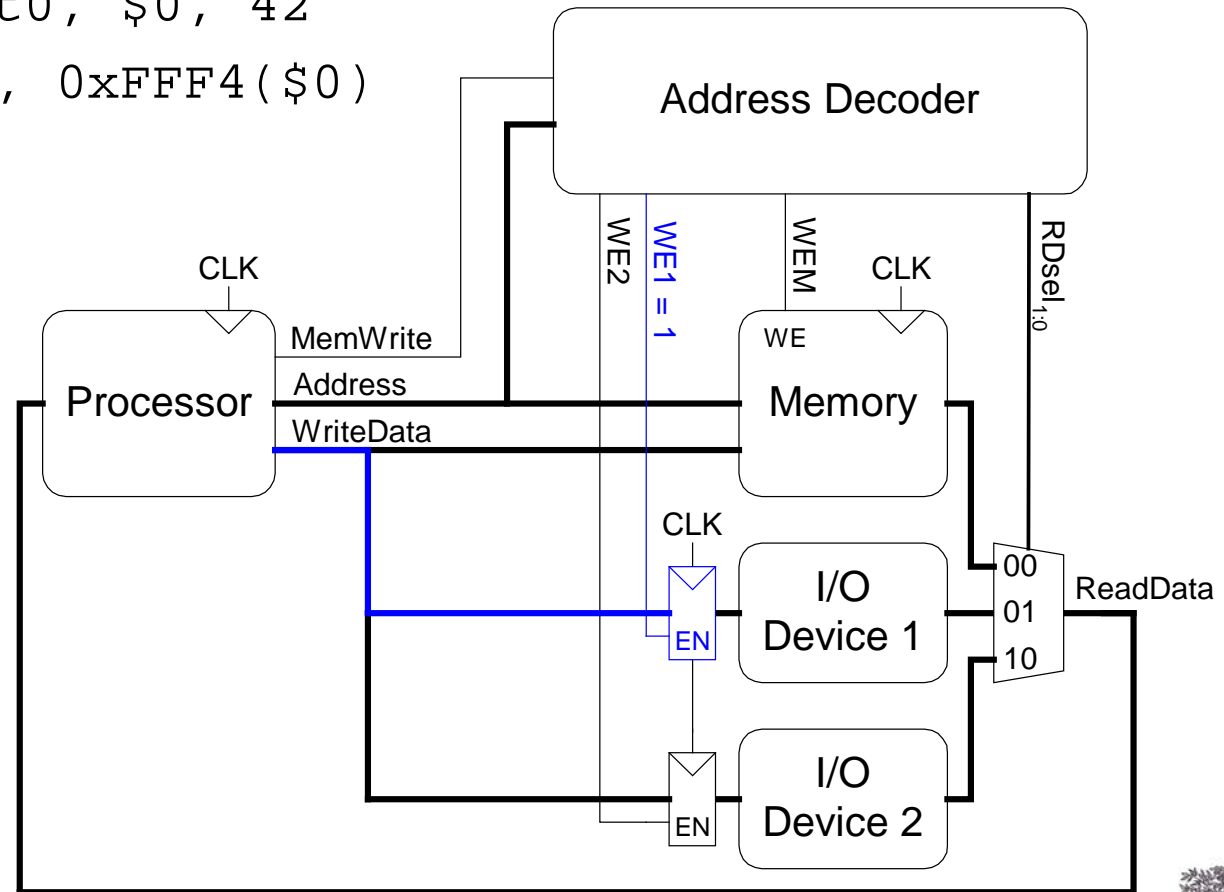 $0, 42
, 0xFFF4($0)
Address Decoder
WE2
WE1 = 1
WEM
RDsel1:0
CLK
CLK
MemWrite
Address
WriteData
Processor
WE
Memory
CLK
EN
I/O
Device 1
00
01
10
ReadData
EN
I/O
Device 2